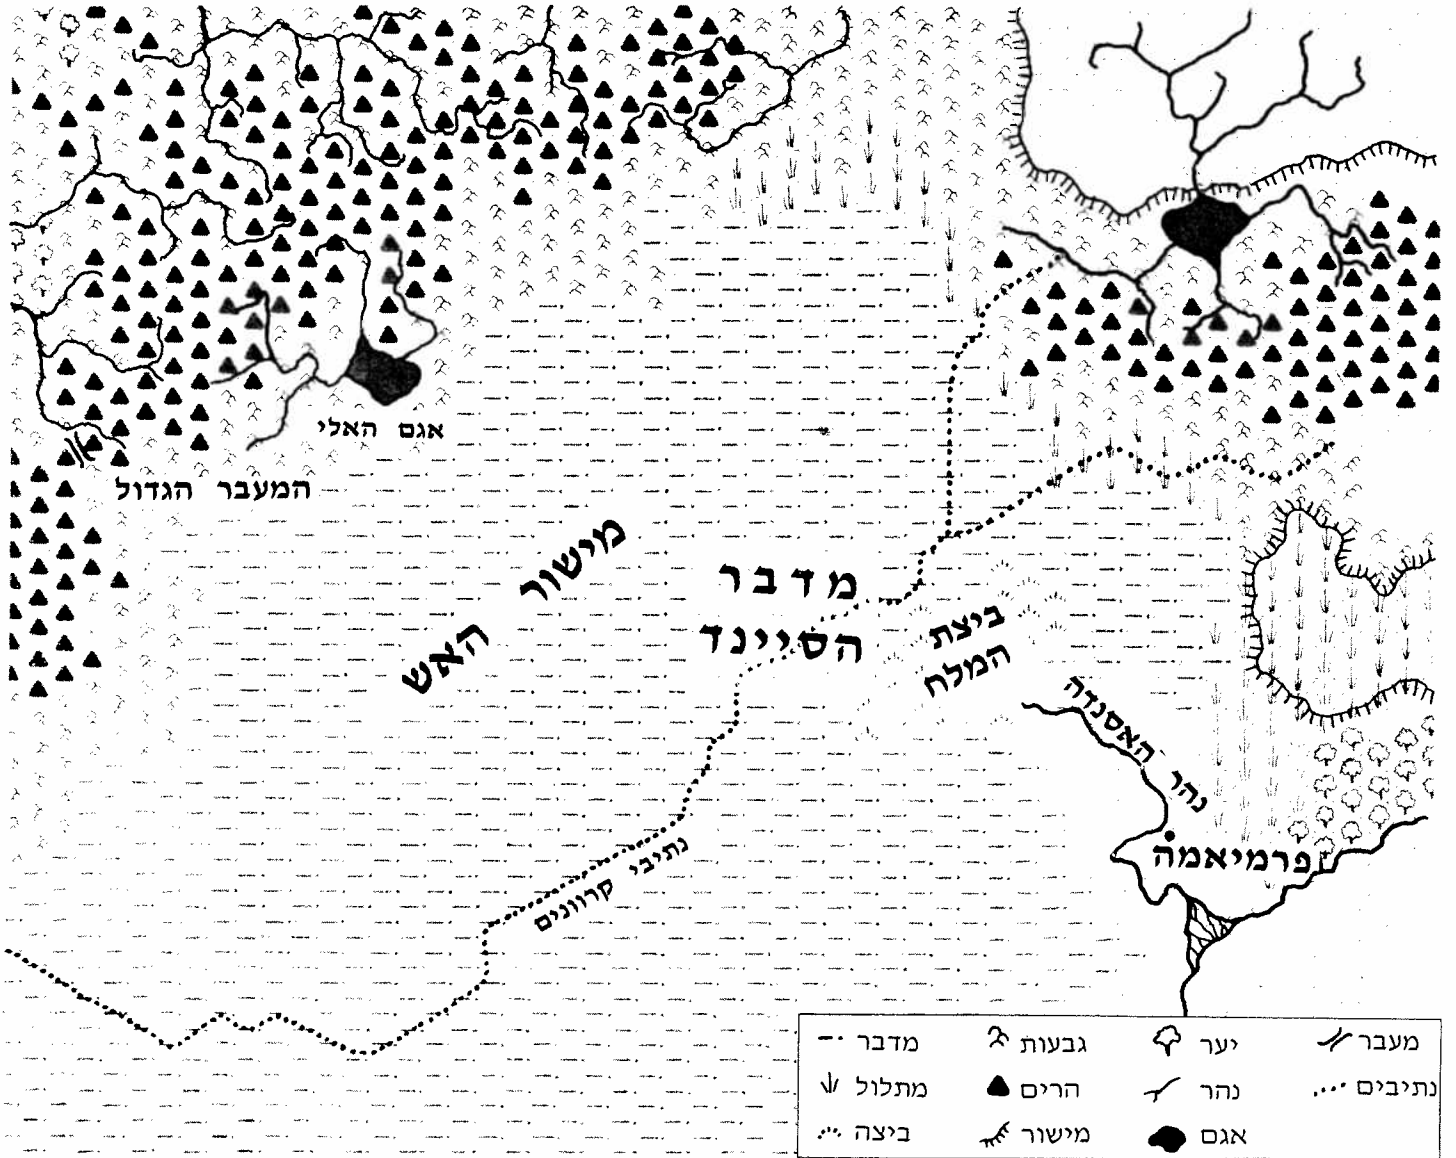 אגם האלי
המעבר הגדול
מישור
האש
מדבר
הסיינד
ביצת
המלח
נהר האסנדה
פרמיאמה
נתיבי קרוונים
מעבר
יער
גבעות
מדבר
נתיבים
נהר
הרים
מתלול
אגם
מישור
ביצה